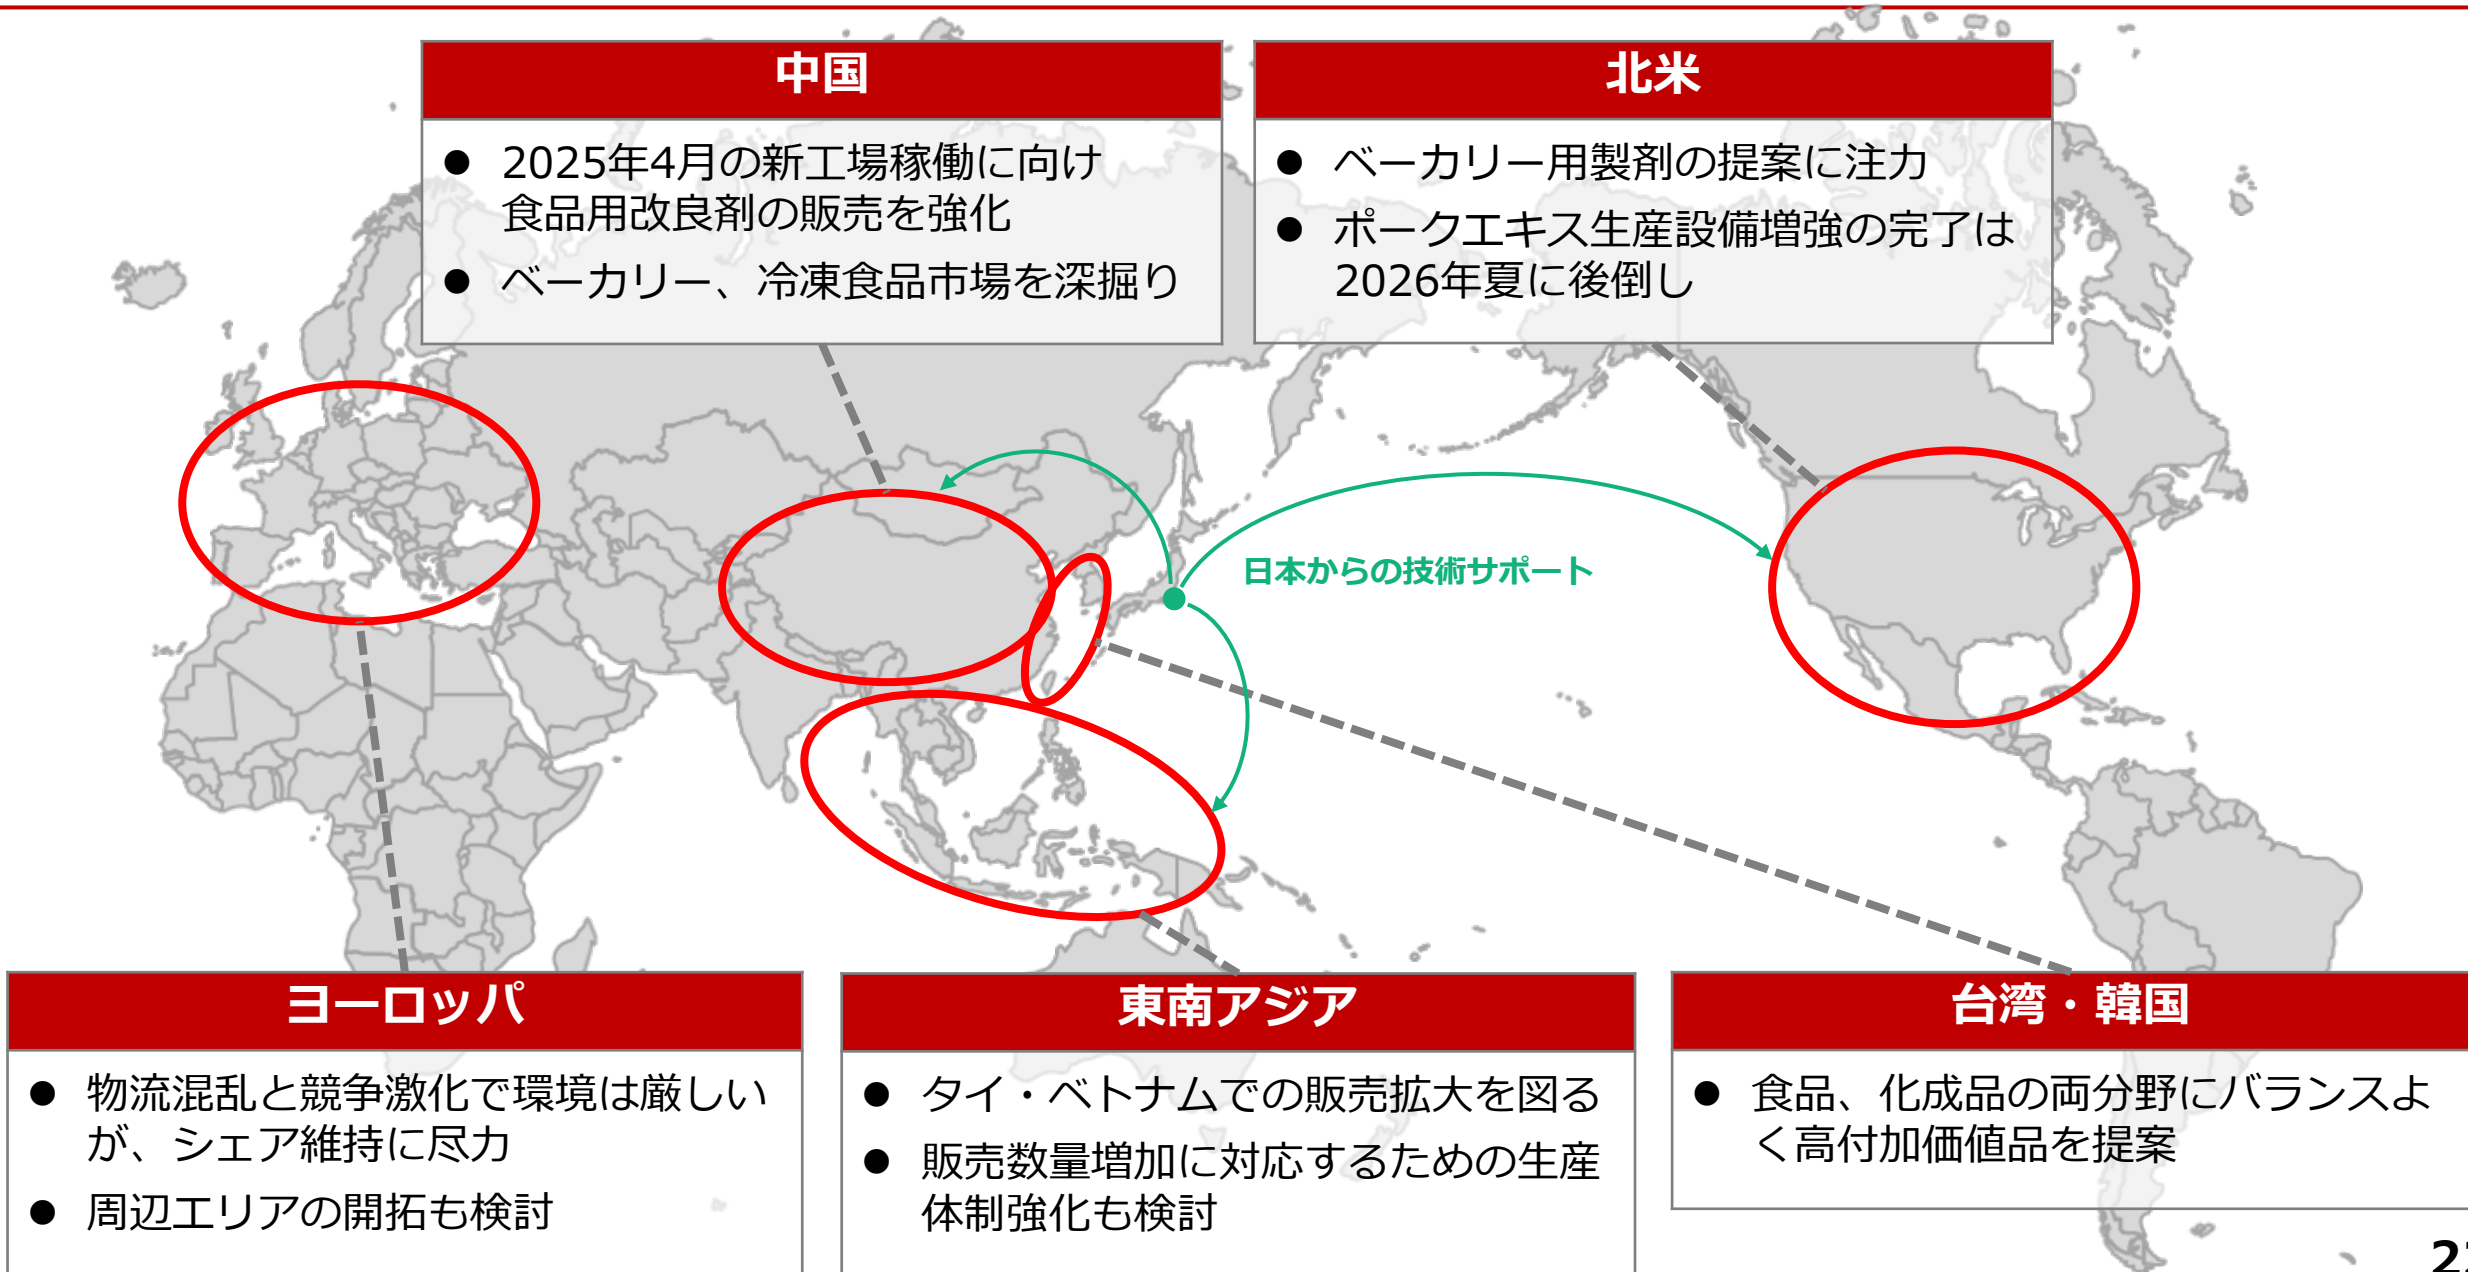 中国
● 2025年4月の新工場稼働に向け
食品用改良剤の販売を強化
● ベーカリー、冷凍食品市場を深掘り
北米
● ベーカリー用製剤の提案に注力
● ポークエキス生産設備増強の完了は
2026年夏に後倒し
日本からの技術サポート
ヨーロッパ
● 物流混乱と競争激化で環境は厳しい
が、シェア維持に尽力
● 周辺エリアの開拓も検討
東南アジア
● タイ・ベトナムでの販売拡大を図る
● 販売数量増加に対応するための生産
体制強化も検討
台湾・韓国
● 食品、化成品の両分野にバランスよ
く高付加価値品を提案